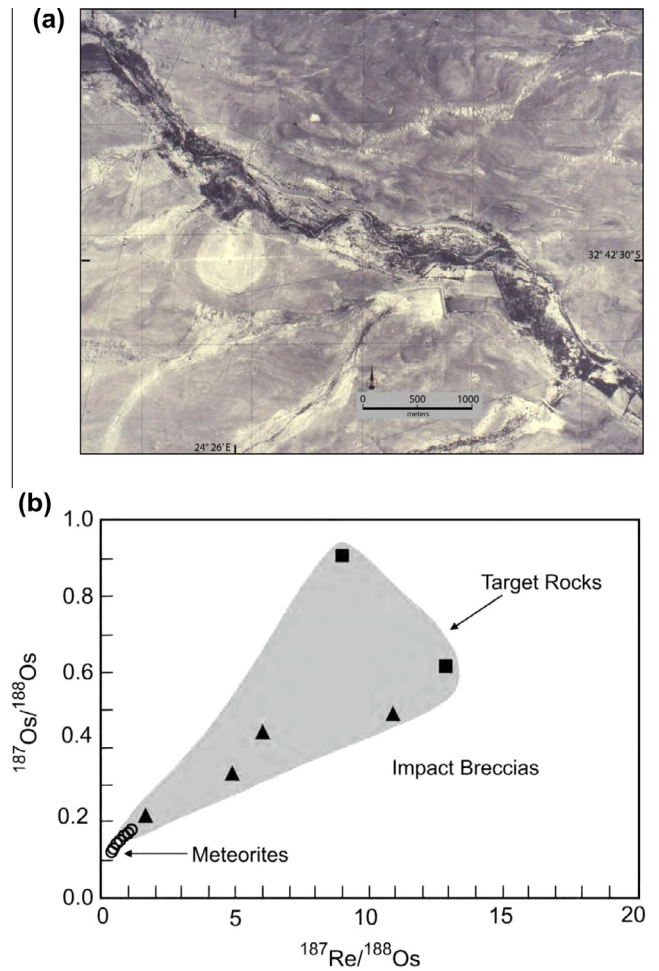 (a)
32° 42' 30" S
0 500 1000
meters
24° 26' E
(b)
1.0
0.8
0.6
0.4
0.2
0.0
187Os/188Os
Target Rocks
Impact Breccias
Meteorites
0 5 10 15 20
187Re/188Os